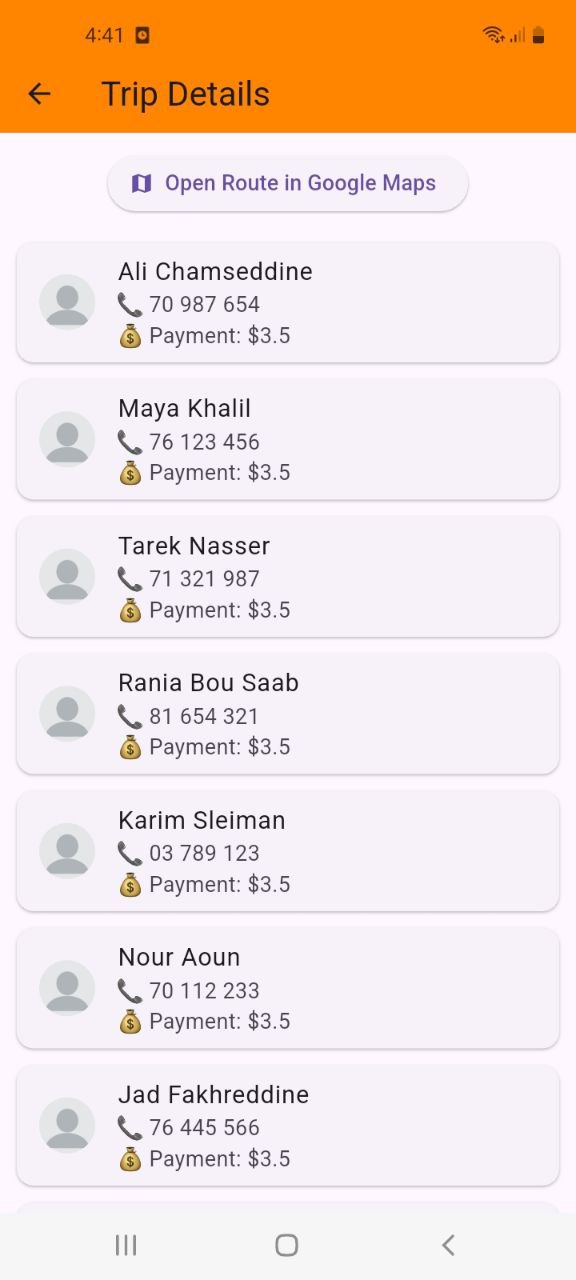 4:41
Trip Details
Open Route in Google Maps
Ali Chamseddine
70 987 654
Payment: $3.5
Maya Khalil
76 123 456
Payment: $3.5
Tarek Nasser
71 321 987
Payment: $3.5
Rania Bou Saab
81 654 321
Payment: $3.5
Karim Sleiman
03 789 123
Payment: $3.5
Nour Aoun
70 112 233
Payment: $3.5
Jad Fakhreddine
76 445 566
Payment: $3.5